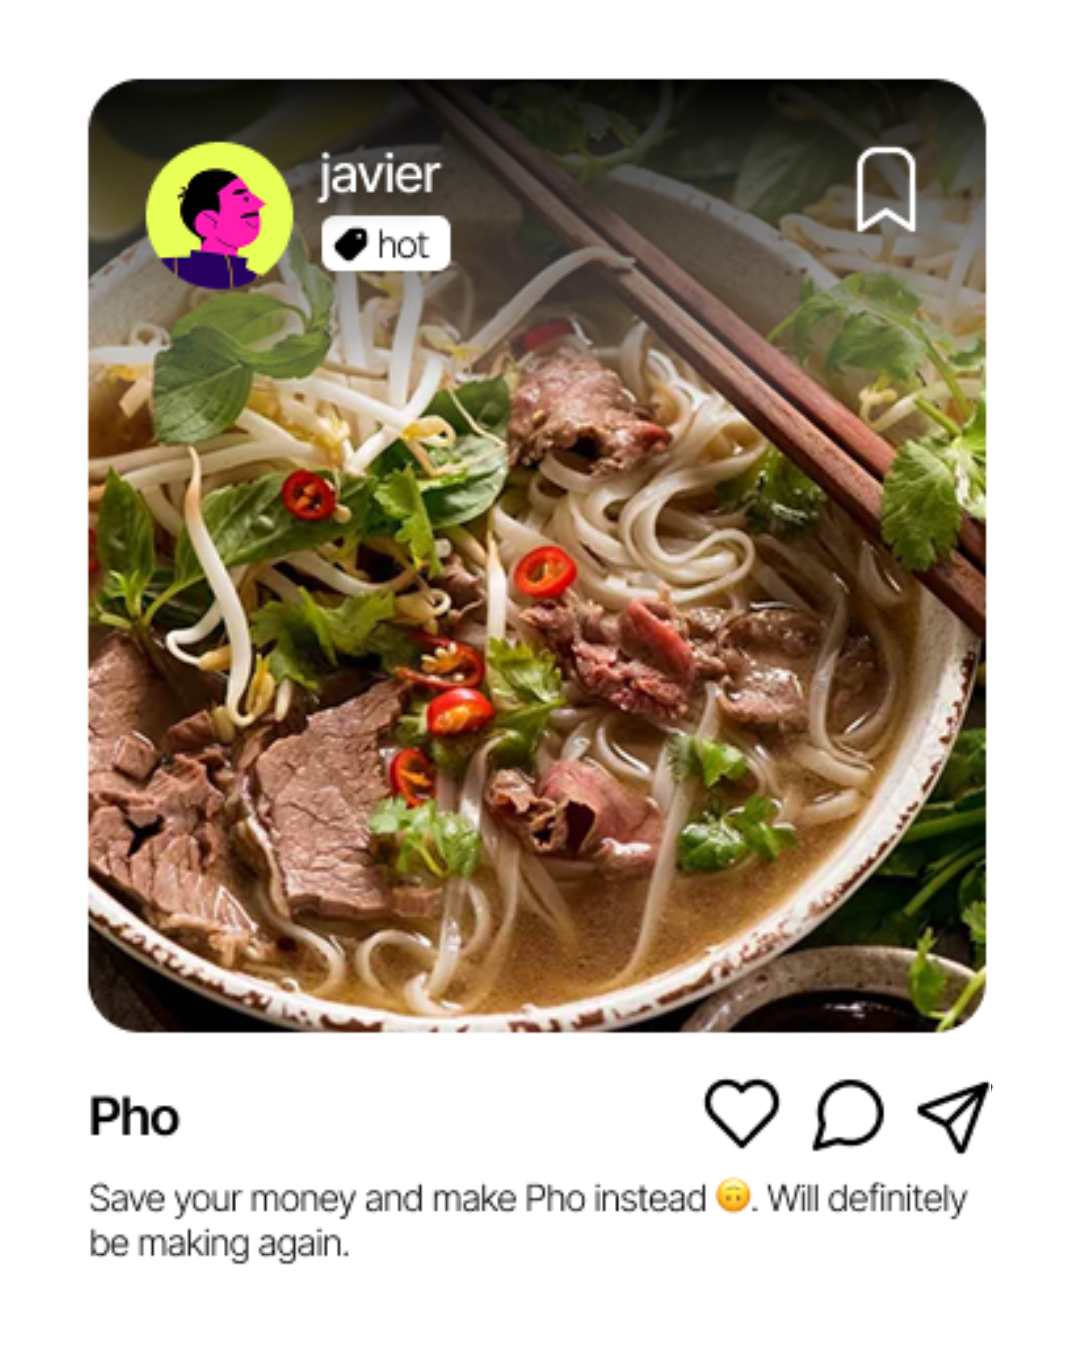 javier
hot
Pho
Save your money and make Pho instead 🙃. Will definitely
be making again.